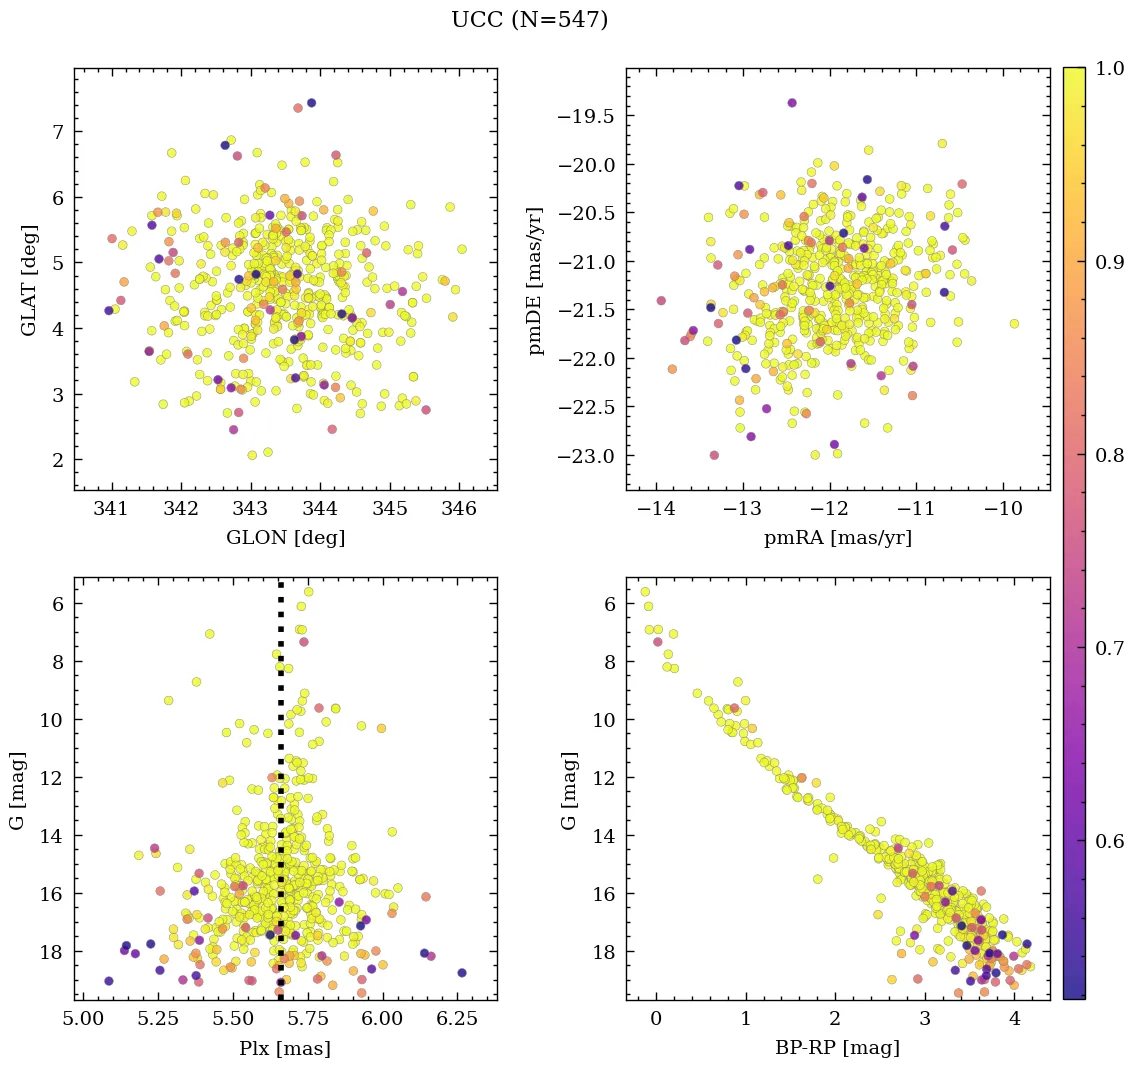 UCC (N=547)
7
6
5
4
3
2
GLAT [deg]
341 342 343 344 345 346
GLON [deg]
−19.5
−20.0
−20.5
−21.0
−21.5
−22.0
−22.5
−23.0
pmDE [mas/yr]
−14 −13 −12 −11 −10
pmRA [mas/yr]
6
8
10
12
14
16
18
G [mag]
5.00 5.25 5.50 5.75 6.00 6.25
Plx [mas]
6
8
10
12
14
16
18
G [mag]
0 1 2 3 4
BP-RP [mag]
1.0
0.9
0.8
0.7
0.6